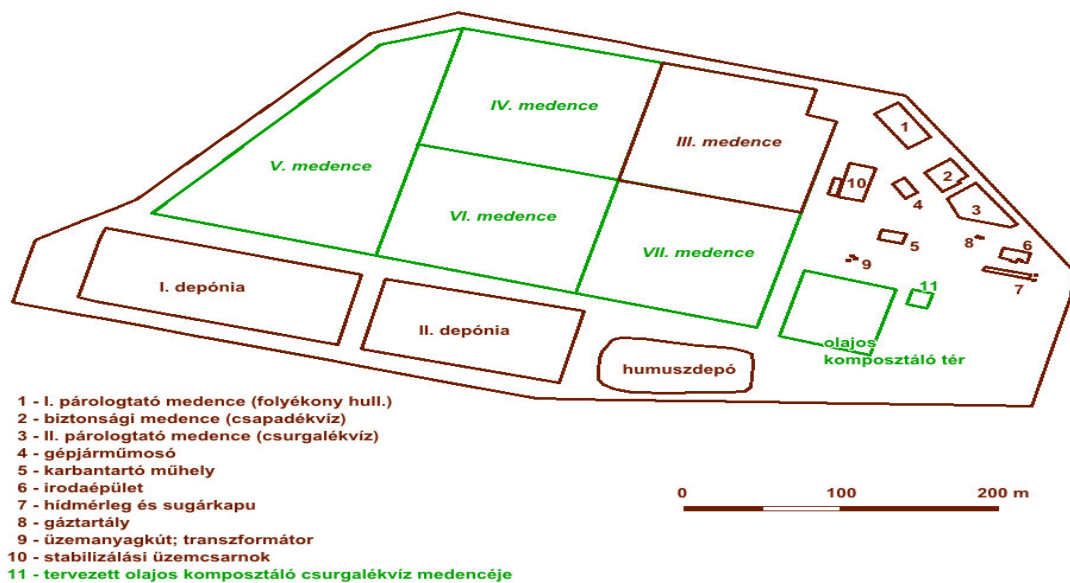 IV. medence
1
III. medence
V. medence
2
10
4
3
VI. medence
8
6
5
VII. medence
9
7
I. depónia
11
II. depónia
olajos
komposztáló tér
humuszdepó
1 - I. párologtató medence (folyékony hull.)
2 - biztonsági medence (csapadékvíz)
3 - II. párologtató medence (csurgalékvíz)
4 - gépjárműmosó
5 - karbantartó műhely
6 - irodaépület
7 - hídmérleg és sugárkapu
8 - gáztartály
9 - üzemanyagkút; transzformátor
10 - stabilizálási üzemcsarnok
11 - tervezett olajos komposztáló csurgalékvíz medencéje
0 100 200 m